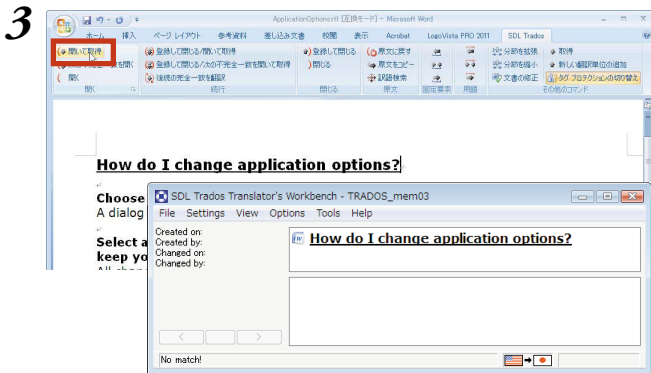 3
ApplicationOptions.rtf [互換モード] - Microsoft Word
ホーム 挿入 ページ レイアウト 参考資料 差し込み文書 校閲 表示 Acrobat LogoVista PRO 2011 SDL Trados
開いて取得 登録して閉じる/開いて取得 登録して閉じる 原文に戻す 分節を拡張 取得
一致を開く 登録して閉じる/次の不完全一致を開いて取得 閉じる 原文をコピー 分節を縮小 新しい翻訳単位の追加
開く 後続の完全一致を翻訳 訳語検索 文書の修正 タグ プロテクションの切り替え
開く 続行 閉じる 原文 固定要素 用語 その他のコマンド
How do I change application options?
Choose
A dialog
Select a
keep yo
SDL Trados Translator's Workbench - TRADOS_mem03
File Settings View Options Tools Help
Created on:
Created by:
Changed on:
Changed by:
How do I change application options?
No match!